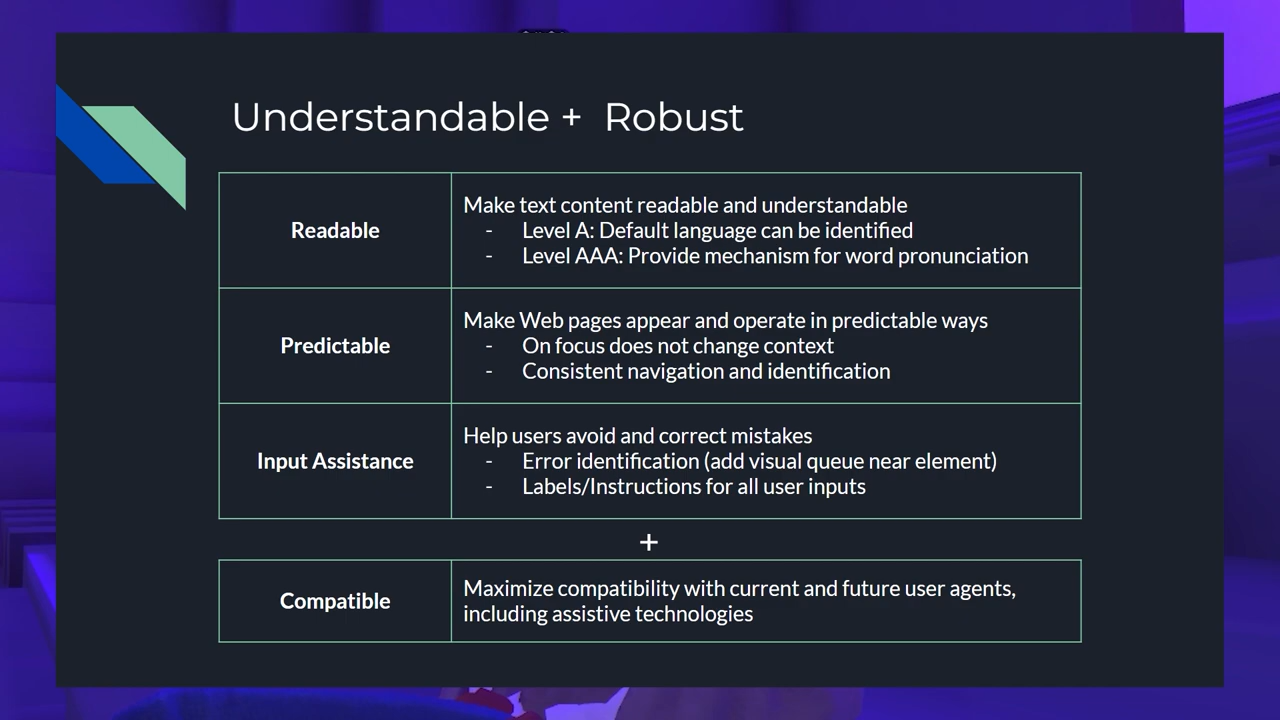 Understandable + Robust
Readable
Make text content readable and understandable
- Level A: Default language can be identified
- Level AAA: Provide mechanism for word pronunciation
Predictable
Make Web pages appear and operate in predictable ways
- On focus does not change context
- Consistent navigation and identification
Input Assistance
Help users avoid and correct mistakes
- Error identification (add visual queue near element)
- Labels/Instructions for all user inputs
+
Compatible
Maximize compatibility with current and future user agents,
including assistive technologies